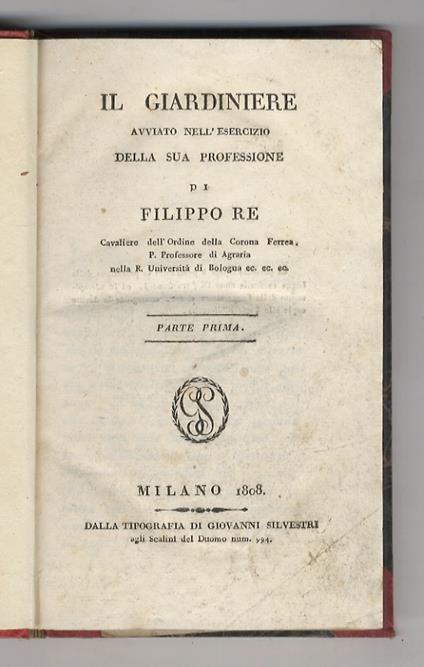 IL GIARDINIERE
AVVIATO NELL' ESERCIZIO
DELLA SUA PROFESSIONE
DI
FILIPPO RE
Cavaliere dell' Ordine della Corona Ferrea,
P. Professore di Agraria
nella R. Università di Bologna ec. ec. ec.
PARTE PRIMA.
GS
MILANO 1808.
DALLA TIPOGRAFIA DI GIOVANNI SILVESTRI
agli Scalini del Duomo num. 994.